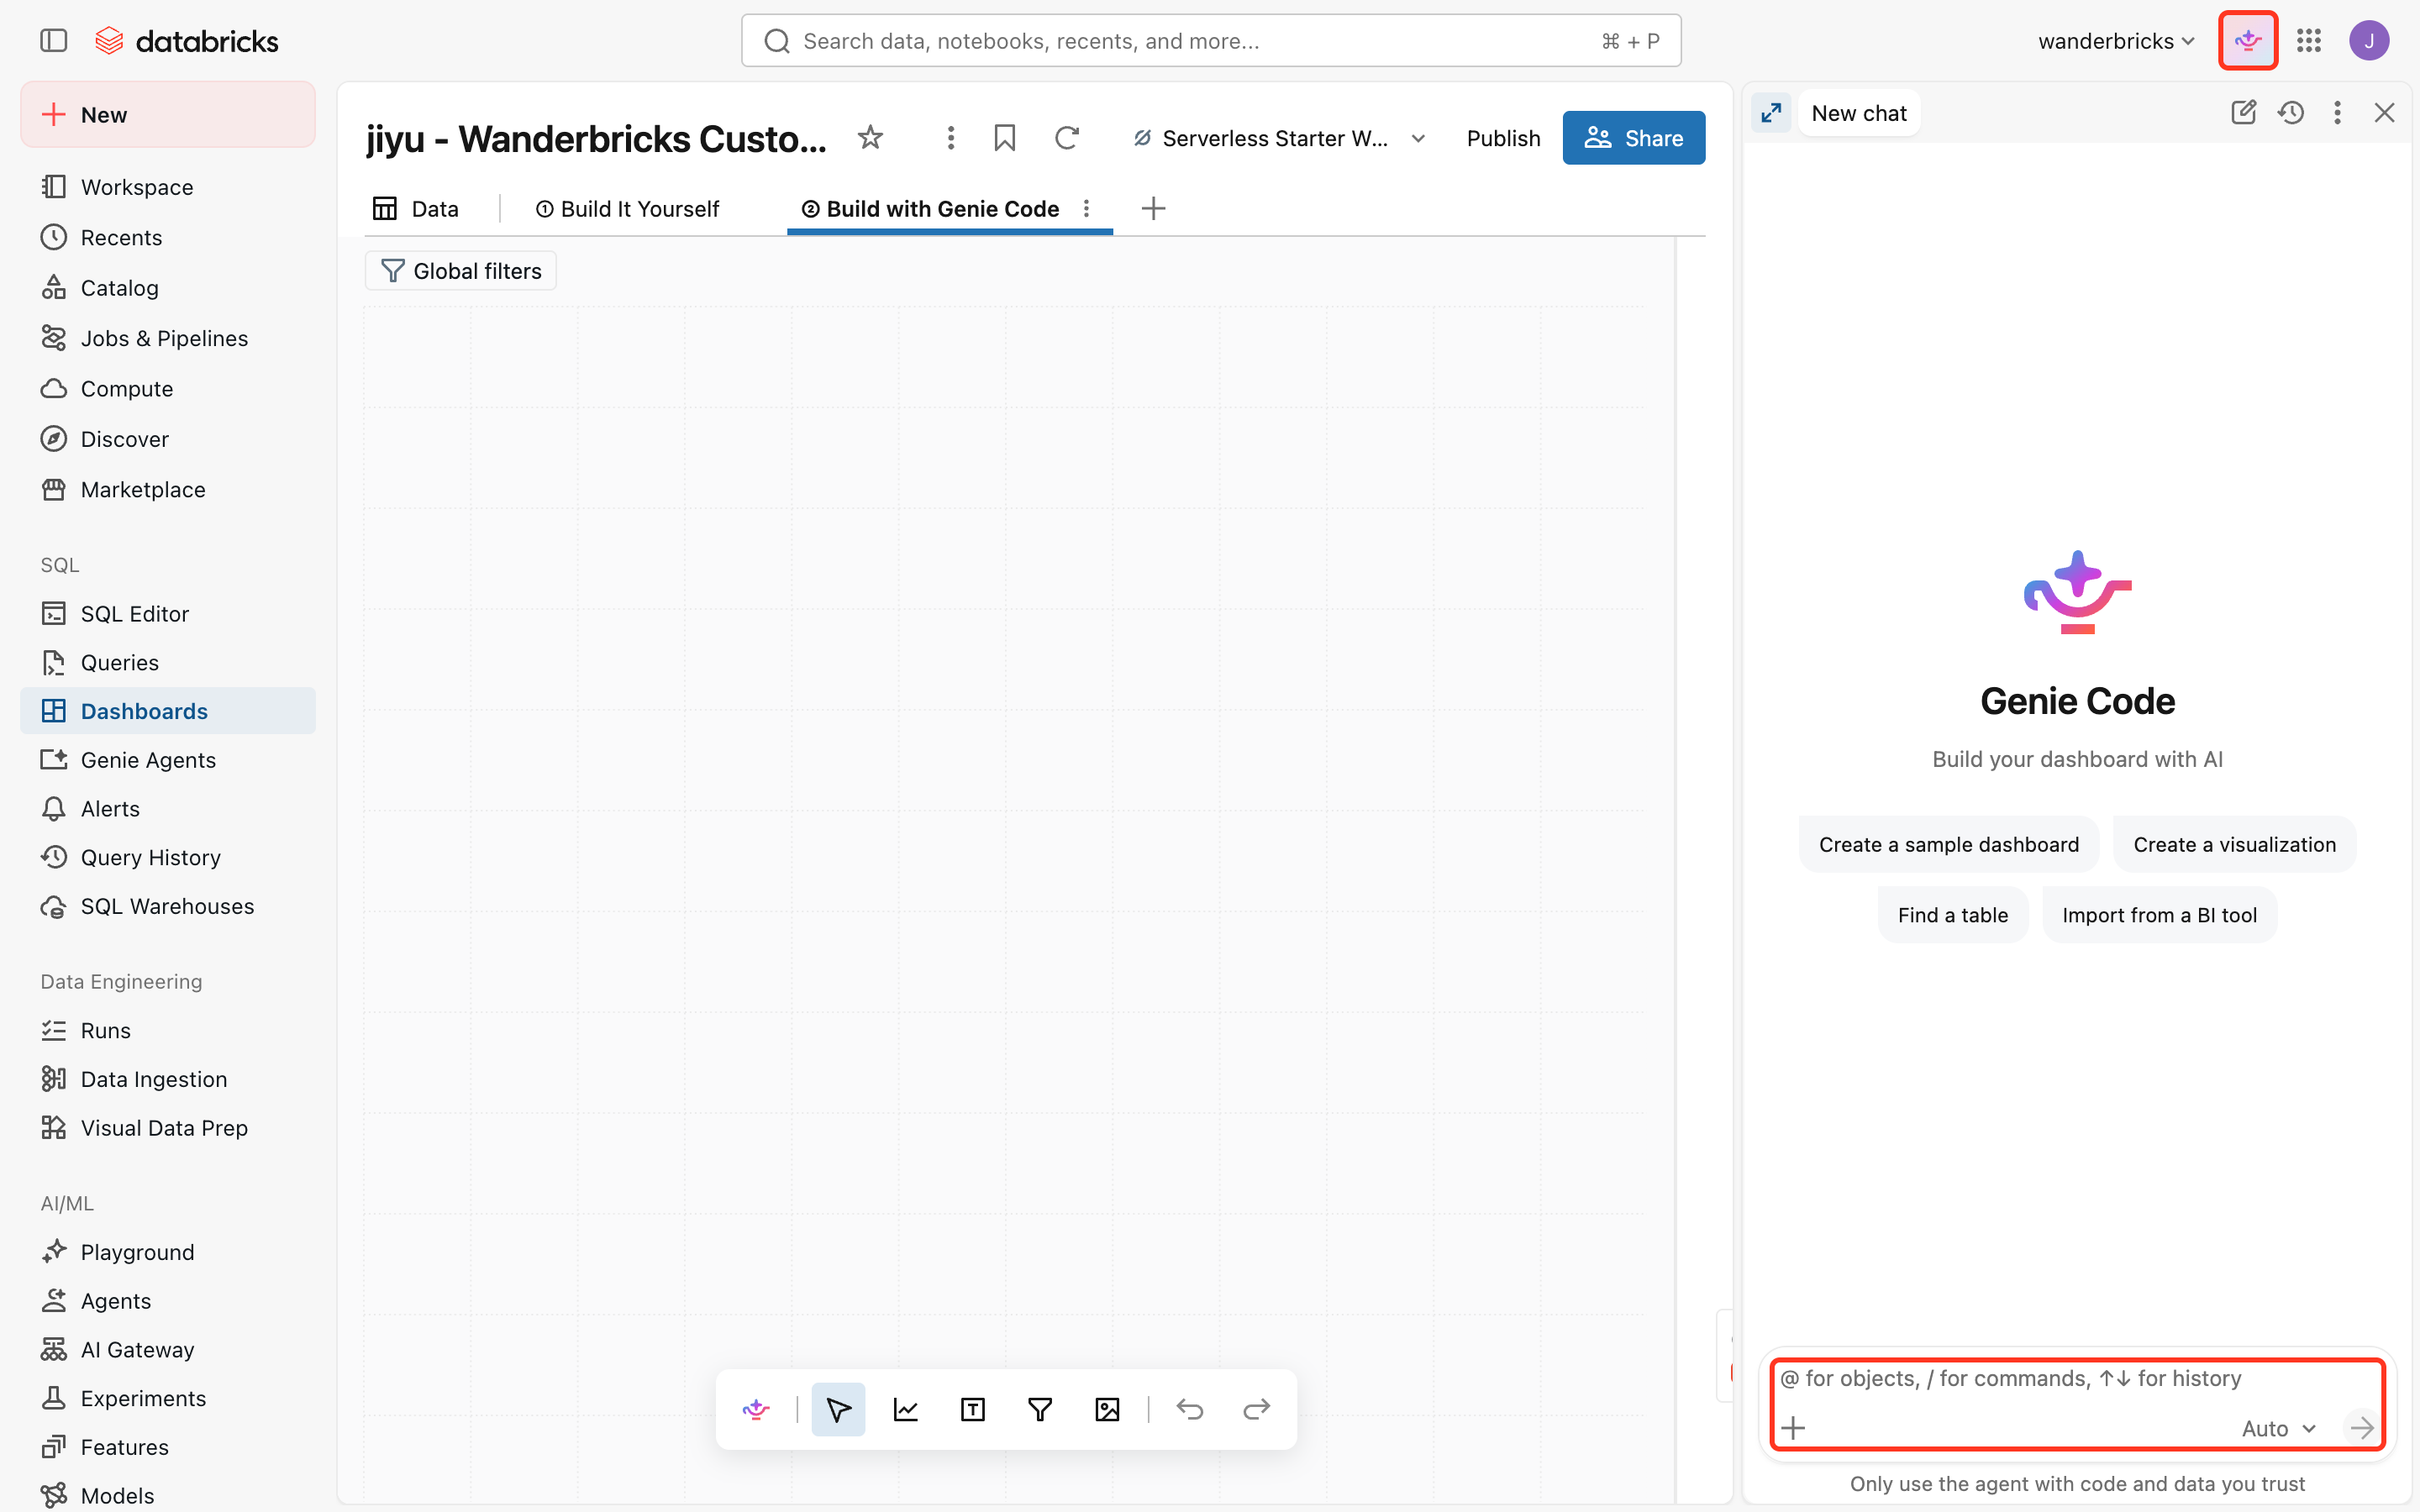 databricks
Search data, notebooks, recents, and more...
⌘ + P
wanderbricks
J
New
Workspace
Recents
Catalog
Jobs & Pipelines
Compute
Discover
Marketplace
SQL
SQL Editor
Queries
Dashboards
Genie Agents
Alerts
Query History
SQL Warehouses
Data Engineering
Runs
Data Ingestion
Visual Data Prep
AI/ML
Playground
Agents
AI Gateway
Experiments
Features
Models
jiyu - Wanderbricks Custo...
Serverless Starter W...
Publish
Share
Data
① Build It Yourself
② Build with Genie Code
Global filters
New chat
Genie Code
Build your dashboard with AI
Create a sample dashboard
Create a visualization
Find a table
Import from a BI tool
@ for objects, / for commands, ↑↓ for history
Auto
Only use the agent with code and data you trust